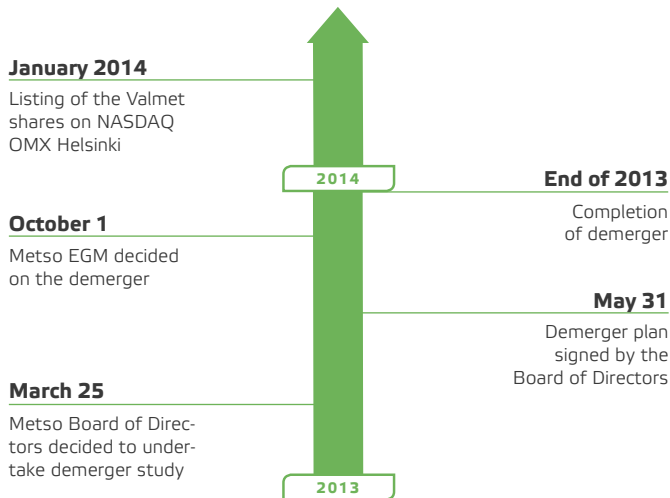 January 2014
Listing of the Valmet
shares on NASDAQ
OMX Helsinki
2014
End of 2013
Completion
of demerger
October 1
Metso EGM decided
on the demerger
May 31
Demerger plan
signed by the
Board of Directors
March 25
Metso Board of Direc-
tors decided to under-
take demerger study
2013